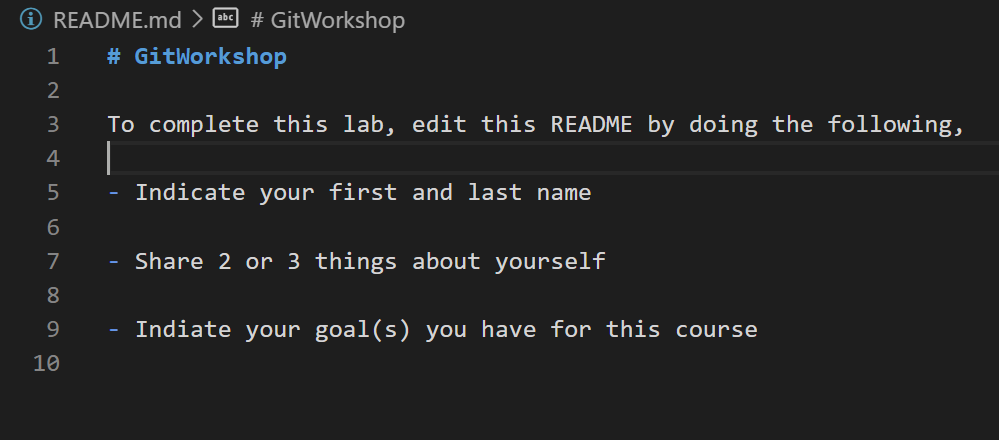 README.md > abc # GitWorkshop
1 # GitWorkshop
2
3 To complete this lab, edit this README by doing the following,
4
5 - Indicate your first and last name
6
7 - Share 2 or 3 things about yourself
8
9 - Indiate your goal(s) you have for this course
10